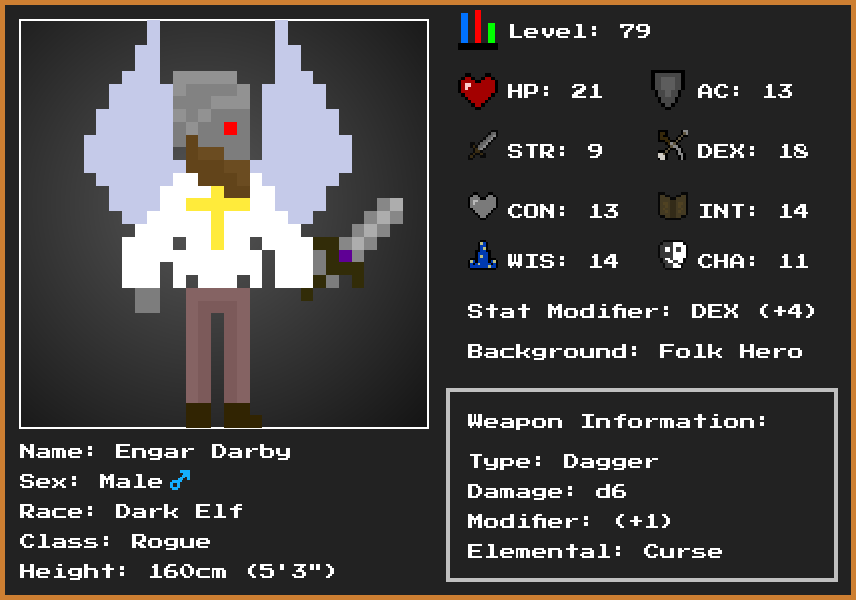 Level: 79
HP: 21
AC: 13
STR: 9
DEX: 18
CON: 13
INT: 14
WIS: 14
CHA: 11
Stat Modifier: DEX (+4)
Background: Folk Hero
Weapon Information:
Type: Dagger
Damage: d6
Modifier: (+1)
Elemental: Curse
Name: Engar Darby
Sex: Male♂
Race: Dark Elf
Class: Rogue
Height: 160cm (5'3")